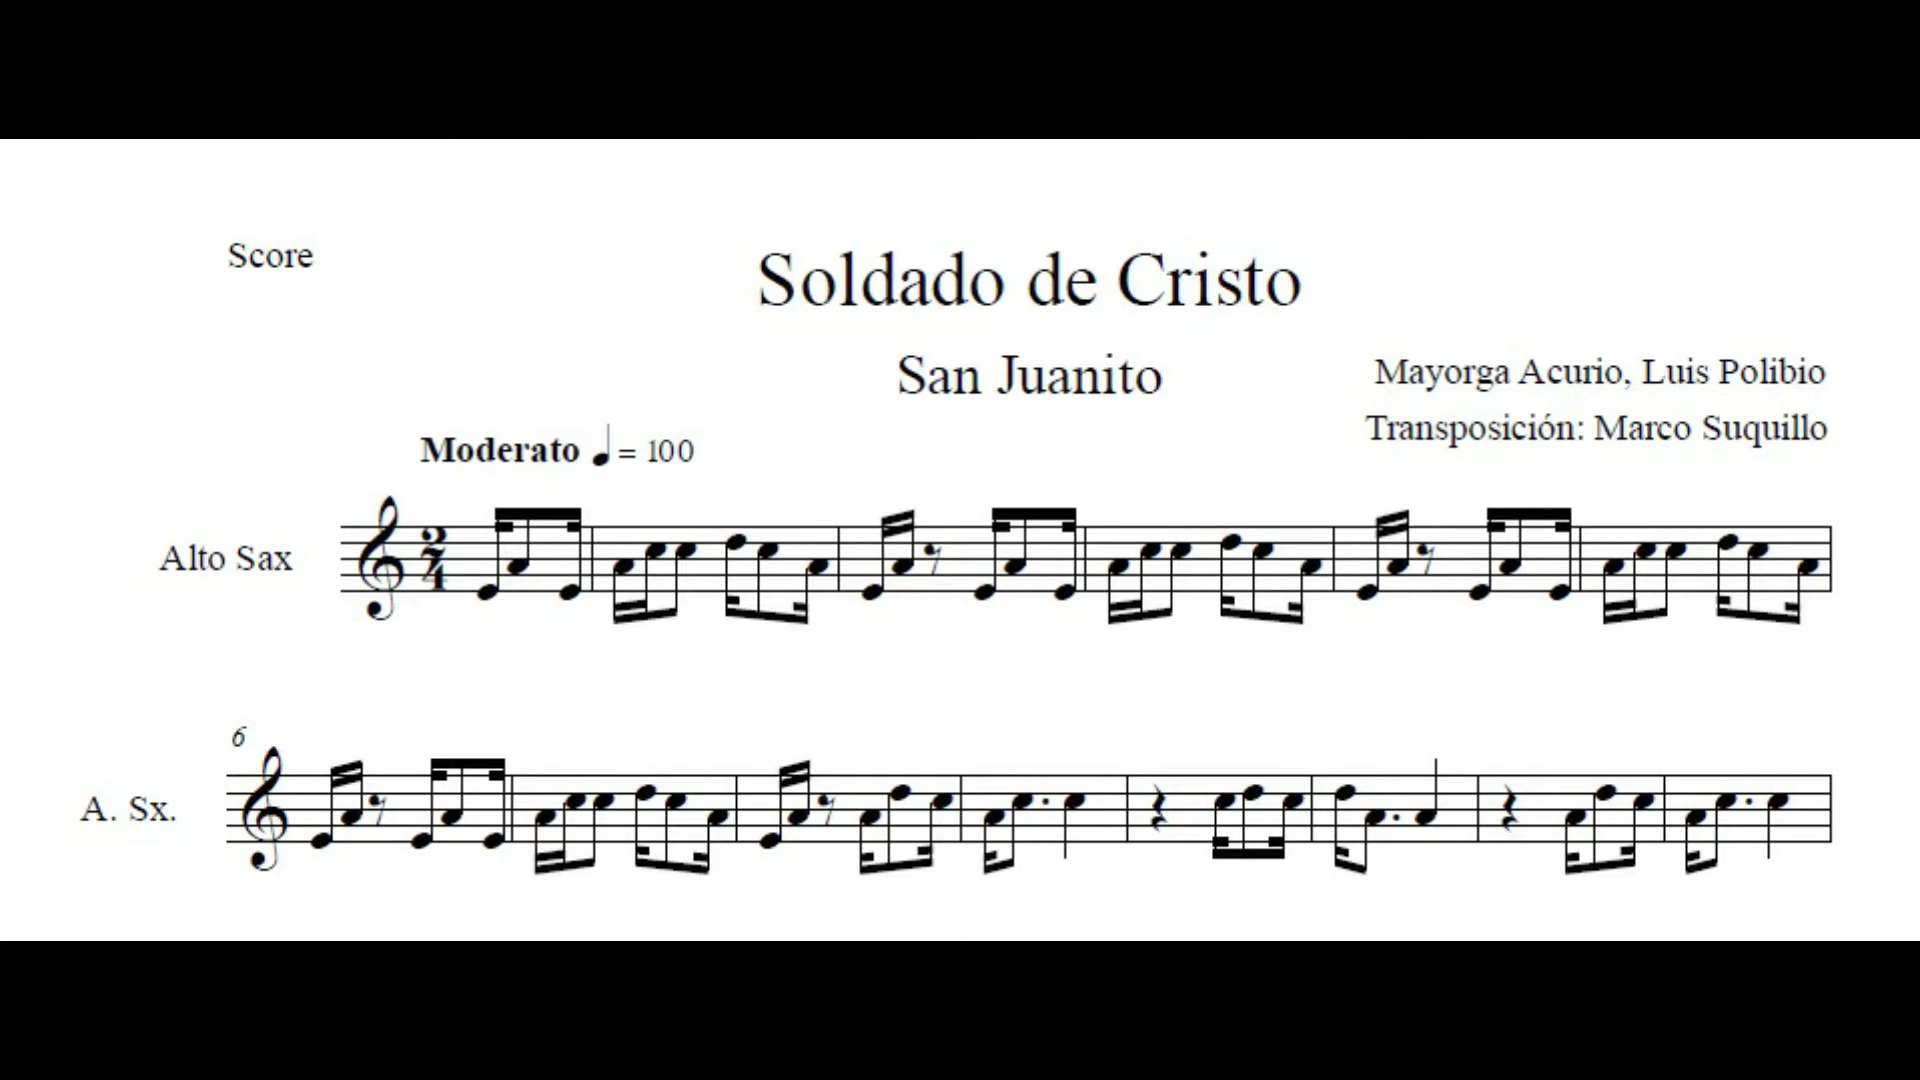 Score
Soldado de Cristo
San Juanito
Mayorga Acurio, Luis Polibio
Transposición: Marco Suquillo
Moderato ♩ = 100
Alto Sax
2
4
6
A. Sx.